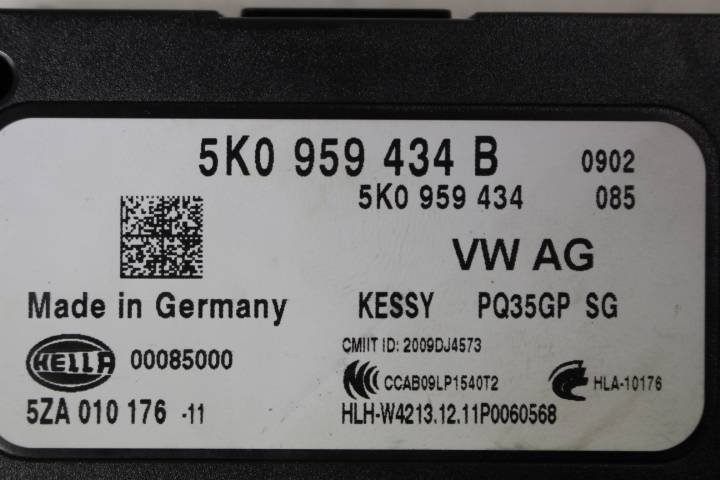 5K0 959 434 B 0902
5K0 959 434 085
VW AG
Made in Germany KESSY PQ35GP SG
CMIIT ID: 2009DJ4573
HELLA 00085000
CCAB09LP1540T2 HLA-10176
5ZA 010 176 -11 HLH-W4213.12.11P0060568